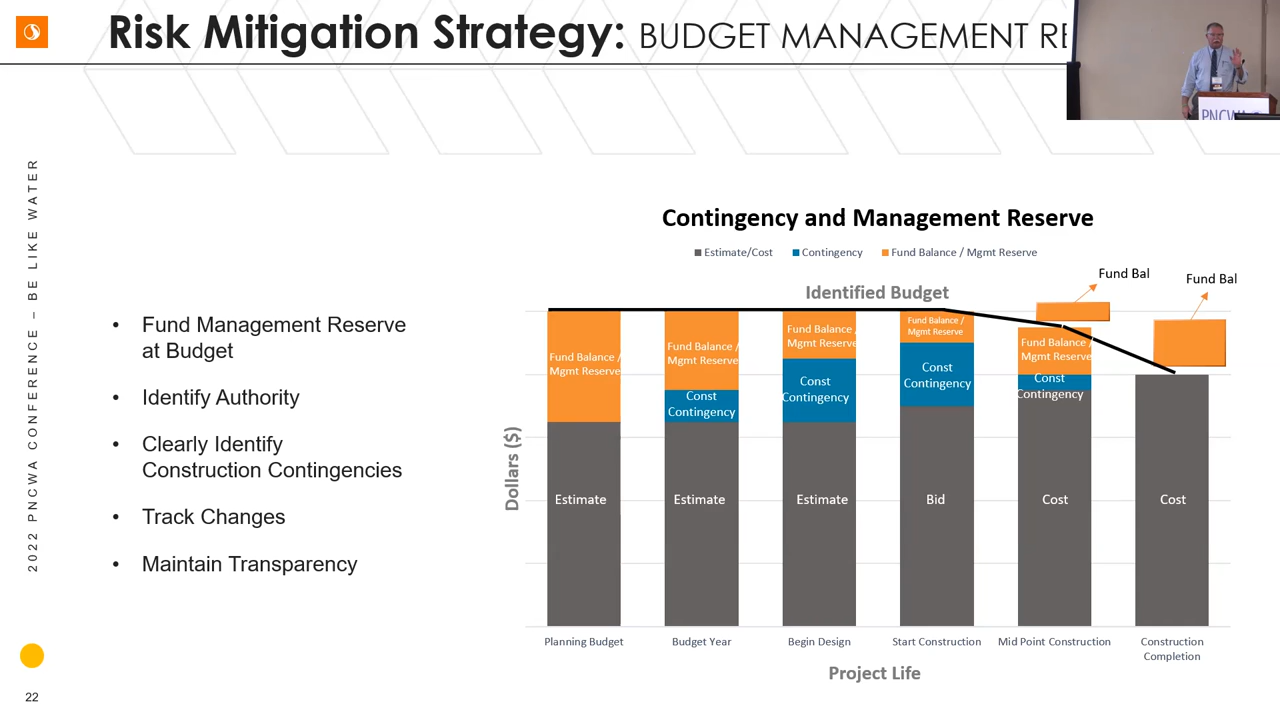 Risk Mitigation Strategy: BUDGET MANAGEMENT RE
PNCWA
2022 PNCWA CONFERENCE – BE LIKE WATER
• Fund Management Reserve
at Budget
• Identify Authority
• Clearly Identify
Construction Contingencies
• Track Changes
• Maintain Transparency
Contingency and Management Reserve
Estimate/Cost Contingency Fund Balance / Mgmt Reserve
Identified Budget
Fund Bal
Fund Bal
Dollars ($)
Fund Balance /
Mgmt Reserve
Estimate
Fund Balance /
Mgmt Reserve
Const
Contingency
Estimate
Fund Balance /
Mgmt Reserve
Const
Contingency
Estimate
Fund Balance /
Mgmt Reserve
Const
Contingency
Bid
Fund Balance /
Mgmt Reserve
Const
Contingency
Cost
Cost
Planning Budget
Budget Year
Begin Design
Start Construction
Mid Point Construction
Construction
Completion
Project Life
22